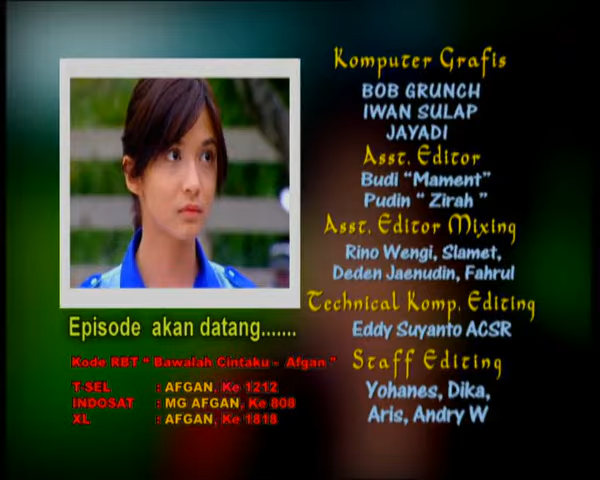 Komputer Grafis
BOB GRUNCH
IWAN SULAP
JAYADI
Asst. Editor
Budi "Mament"
Pudin " Zirah "
Asst. Editor Mixing
Rino Wengi, Slamet,
Deden Jaenudin, Fahrul
Technical Komp. Editing
Eddy Suyanto ACSR
Staff Editing
Yohanes, Dika,
Aris, Andry W
Episode akan datang.......
Kode RBT " Bawalah Cintaku - Afgan "
T-SEL : AFGAN, Ke 1212
INDOSAT : MG AFGAN, Ke 808
XL : AFGAN, Ke 1818